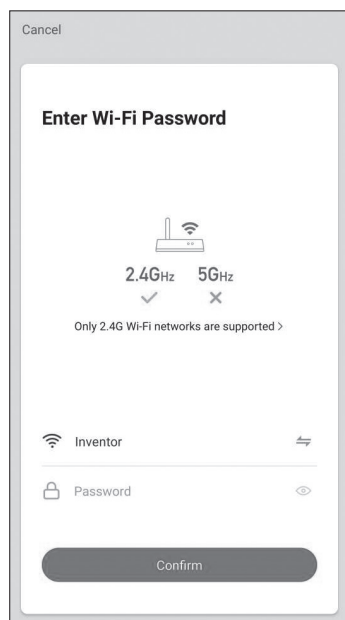 Cancel
Enter Wi-Fi Password
2.4GHz 5GHz
Only 2.4G Wi-Fi networks are supported >
Inventor
Password
Confirm